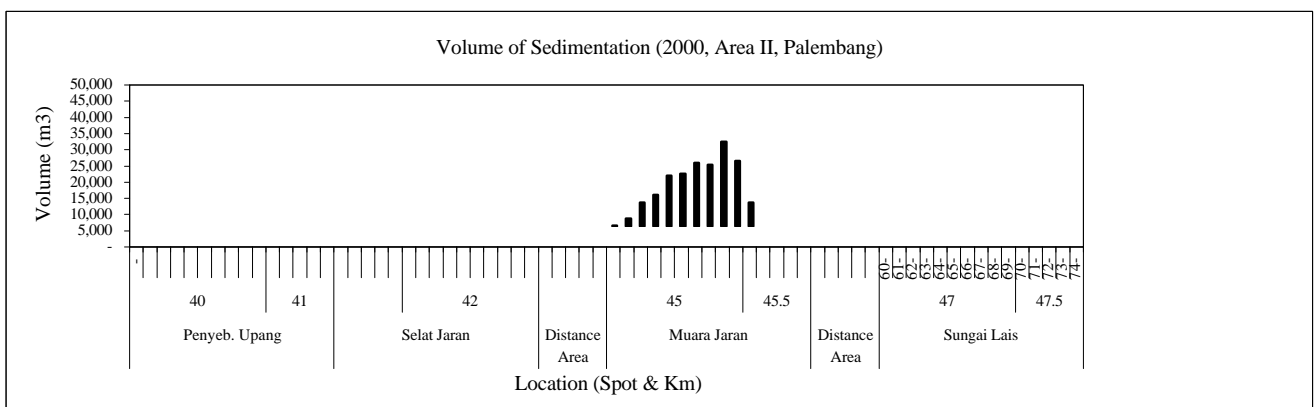 Volume of Sedimentation (2000, Area II, Palembang)
Volume (m3)
50,000
45,000
40,000
35,000
30,000
25,000
20,000
15,000
10,000
5,000
-
- 60- 61- 62- 63- 64- 65- 66- 67- 68- 69- 70- 71- 72- 73- 74-
40 41 42 45 45.5 47 47.5
Penyeb. Upang Selat Jaran Distance Muara Jaran Distance Sungai Lais
Area Area
Location (Spot & Km)